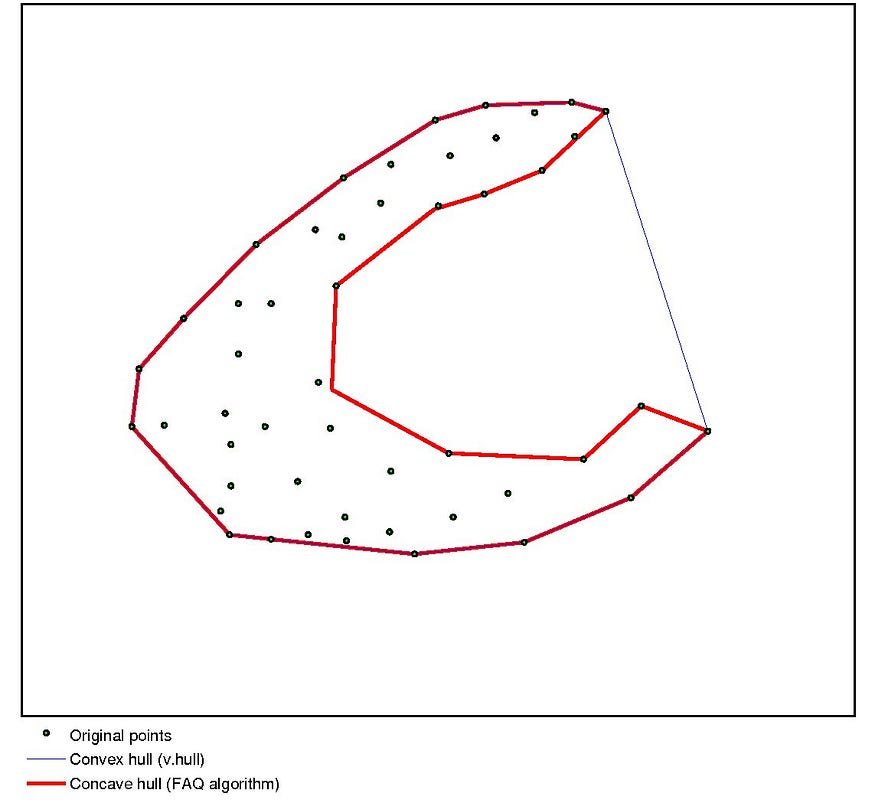 Original points
Convex hull (v.hull)
Concave hull (FAQ algorithm)